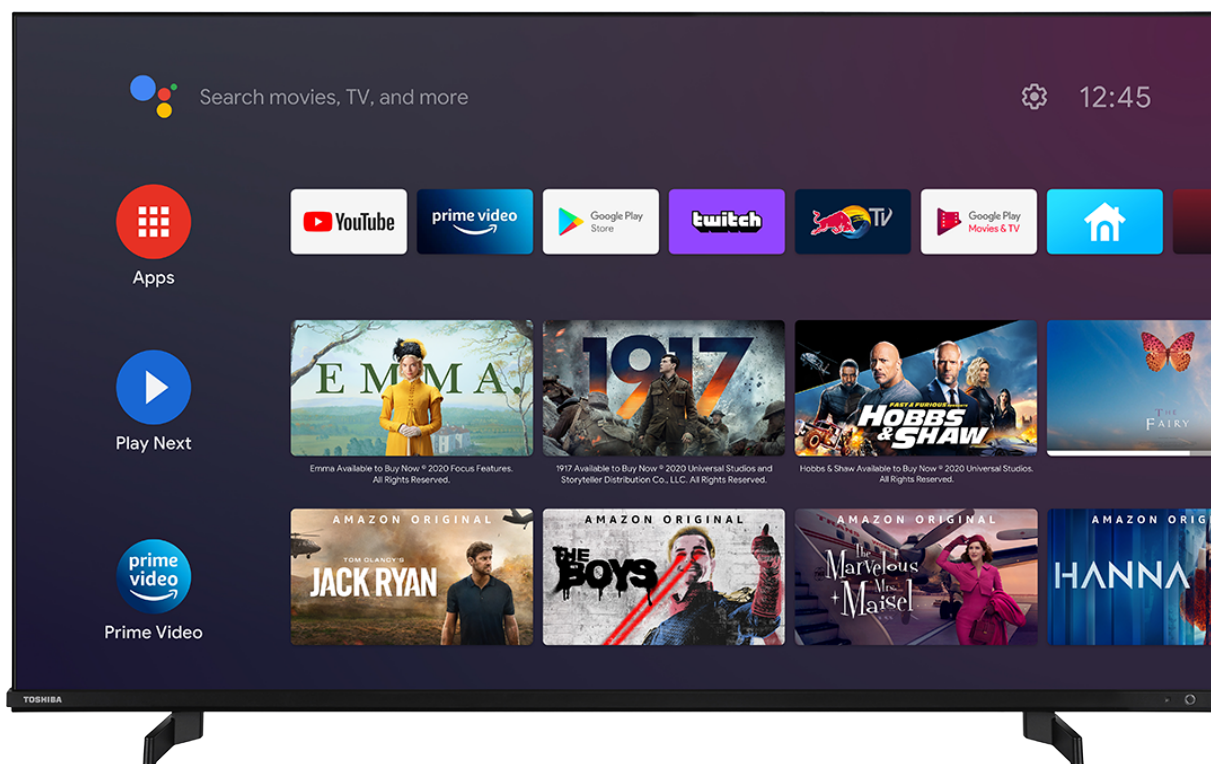 Search movies, TV, and more
12:45
Apps
YouTube
prime video
Google Play
Store
twitch
TV
Google Play
Movies & TV
Play Next
EMMA.
1917
FAST & FURIOUS
HOBBS
& SHAW
THE
FAIRY
Emma Available to Buy Now © 2020 Focus Features.
All Rights Reserved.
1917 Available to Buy Now © 2020 Universal Studios and
Storyteller Distribution Co., LLC. All Rights Reserved.
Hobbs & Shaw Available to Buy Now © 2020 Universal Studios.
All Rights Reserved.
prime
video
Prime Video
AMAZON ORIGINAL
TOM CLANCY'S
JACK RYAN
AMAZON ORIGINAL
THE
BOYS
AMAZON ORIGINAL
The
Marvelous
Mrs.
Maisel
AMAZON ORIG
HANNA
TOSHIBA